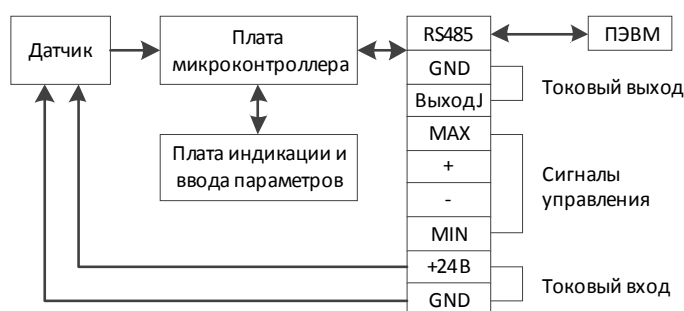 Датчик
Плата
микроконтроллера
Плата индикации и
ввода параметров
RS485
GND
Выход J
MAX
+
-
MIN
+24В
GND
ПЭВМ
Токовый выход
Сигналы
управления
Токовый вход